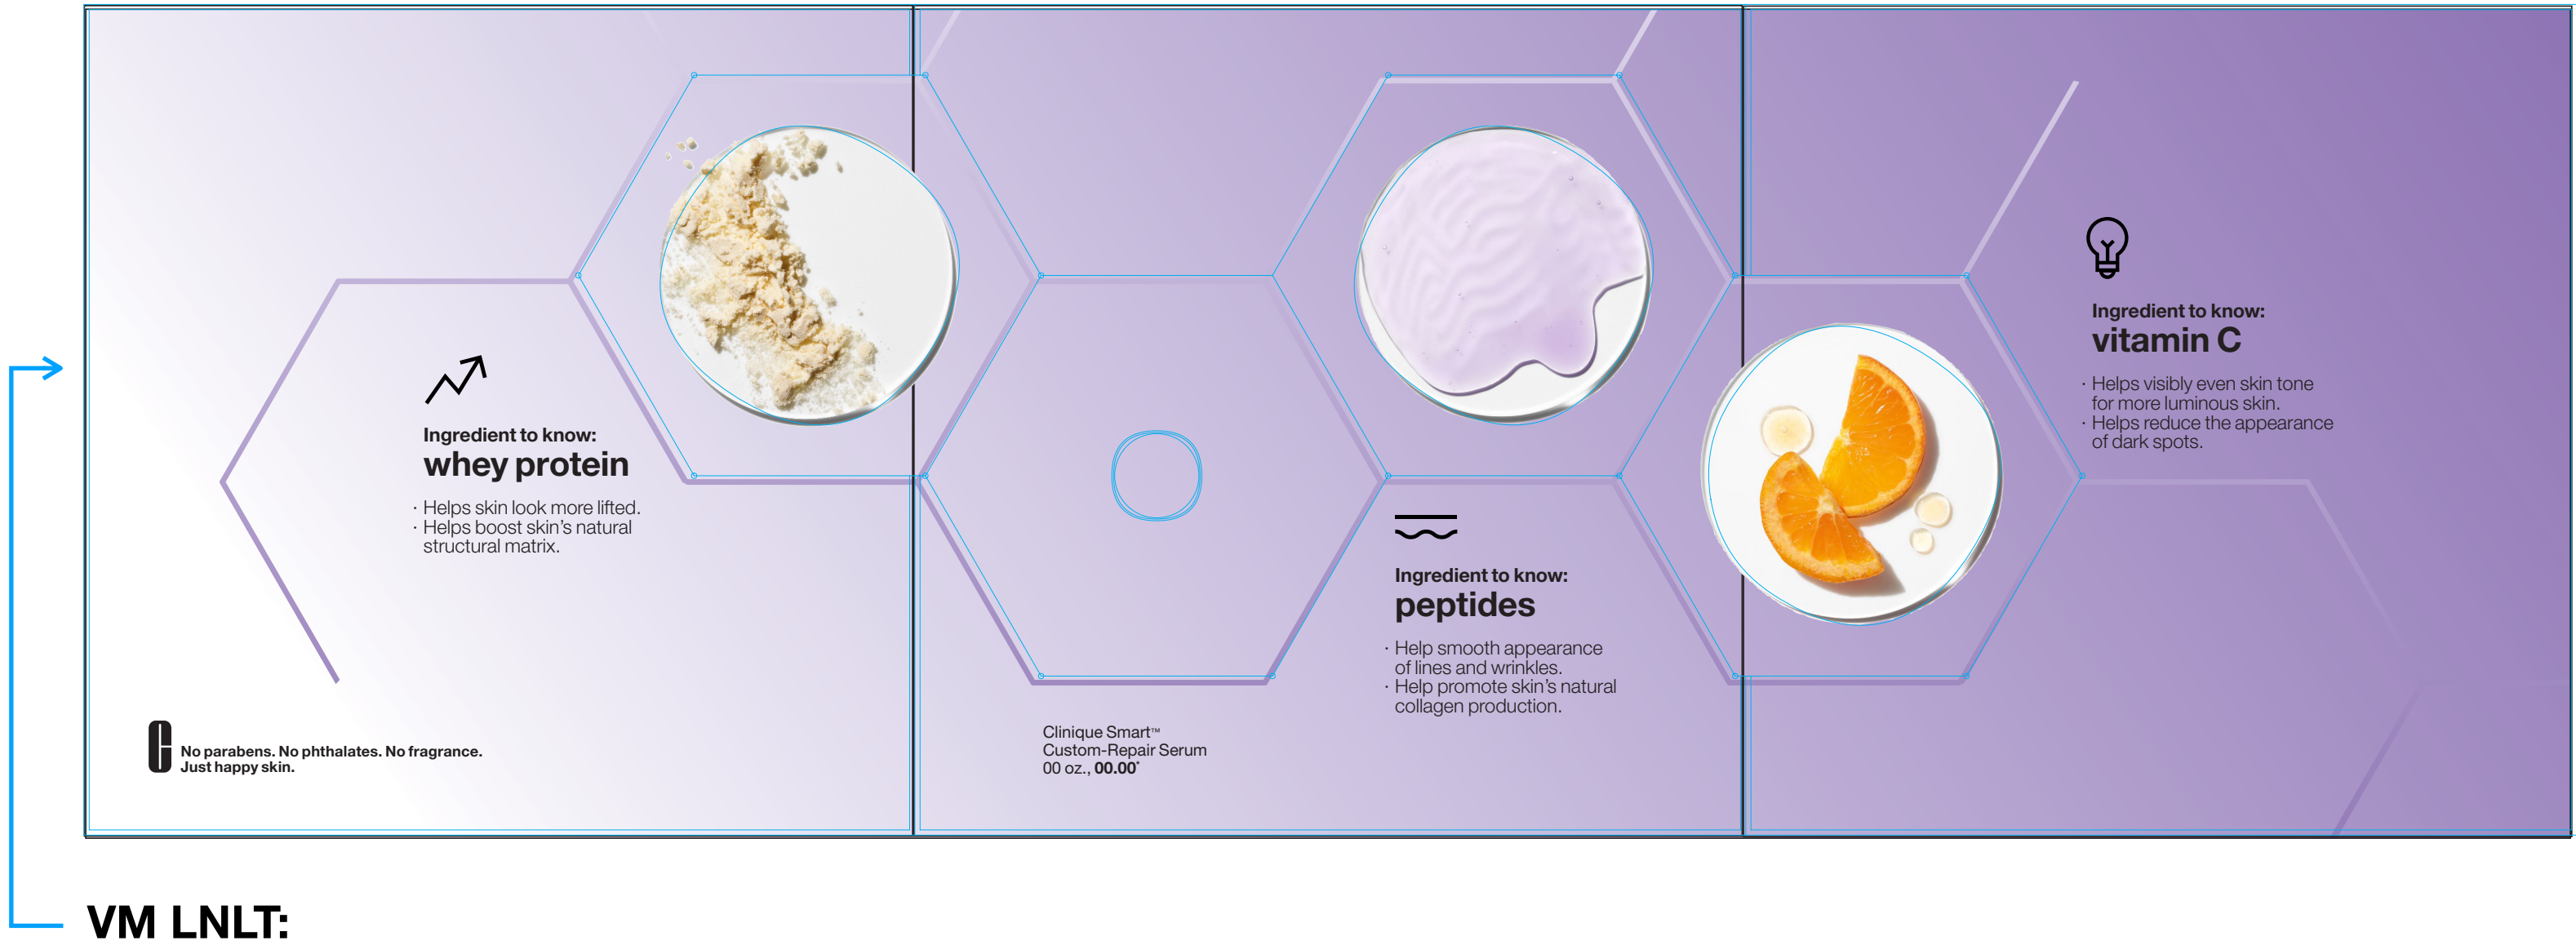 Ingredient to know:
whey protein
· Helps skin look more lifted.
· Helps boost skin's natural
structural matrix.
No parabens. No phthalates. No fragrance.
Just happy skin.
Clinique Smart™
Custom-Repair Serum
00 oz., 00.00*
Ingredient to know:
peptides
· Help smooth appearance
of lines and wrinkles.
· Help promote skin's natural
collagen production.
Ingredient to know:
vitamin C
· Helps visibly even skin tone
for more luminous skin.
· Helps reduce the appearance
of dark spots.
VM LNLT: